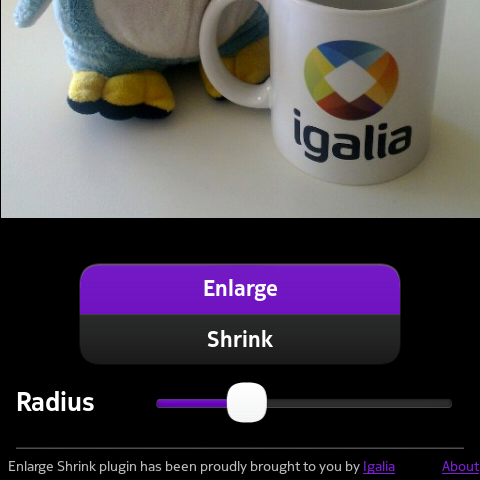 igalia
Enlarge
Shrink
Radius
Enlarge Shrink plugin has been proudly brought to you by Igalia
About